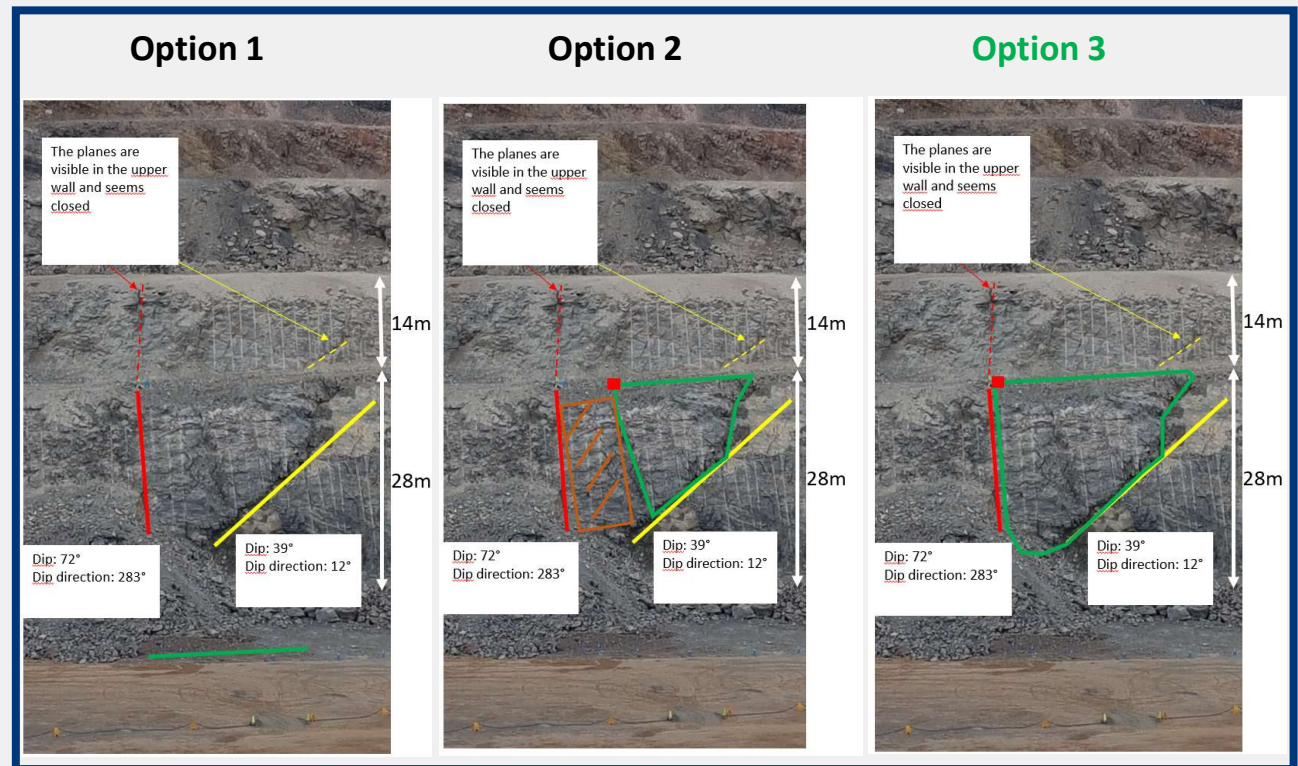 Option 1
Option 2
Option 3
The planes are
visible in the upper
wall and seems
closed
14m
28m
Dip: 72°
Dip direction: 283°
Dip: 39°
Dip direction: 12°
The planes are
visible in the upper
wall and seems
closed
14m
28m
Dip: 72°
Dip direction: 283°
Dip: 39°
Dip direction: 12°
The planes are
visible in the upper
wall and seems
closed
14m
28m
Dip: 72°
Dip direction: 283°
Dip: 39°
Dip direction: 12°